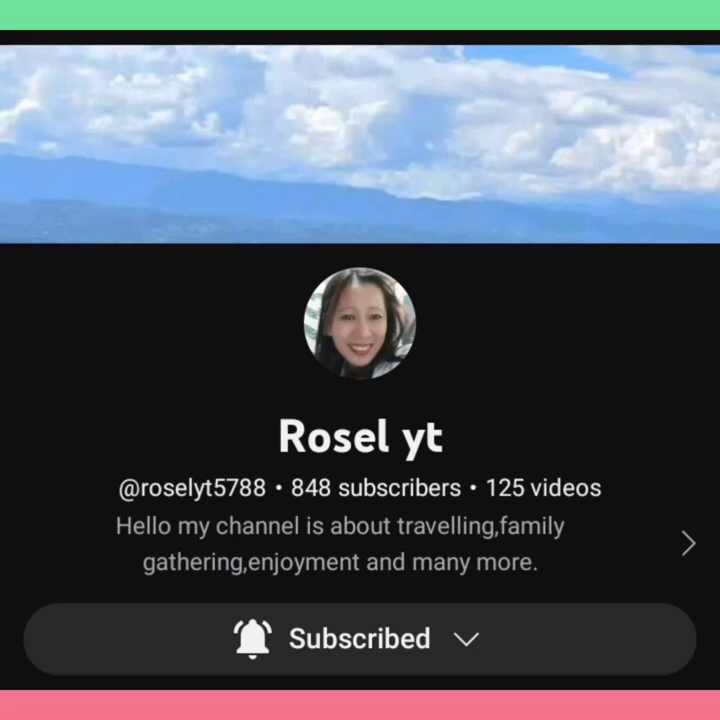 Rosel yt
@roselyt5788 • 848 subscribers • 125 videos
Hello my channel is about travelling,family
gathering,enjoyment and many more.
Subscribed